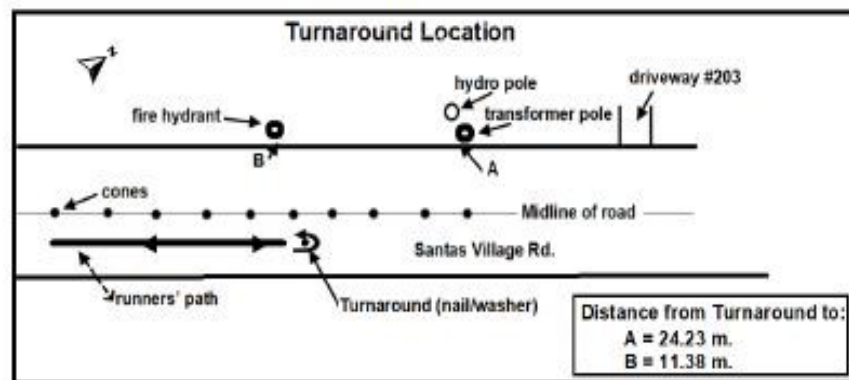 Turnaround Location
N
hydro pole
driveway #203
fire hydrant
transformer pole
B
A
cones
Midline of road
Santas Village Rd.
runners' path
Turnaround (nail/washer)
Distance from Turnaround to:
A = 24.23 m.
B = 11.38 m.